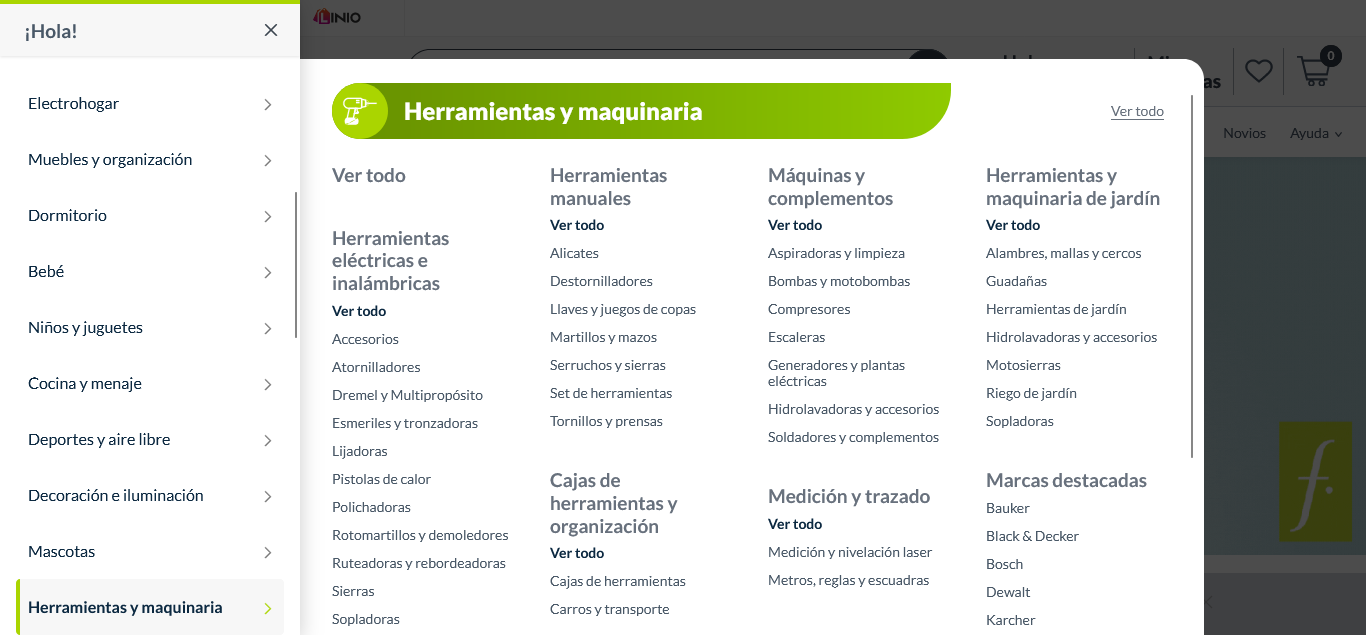 ¡Hola!
Electrohogar
Muebles y organización
Dormitorio
Bebé
Niños y juguetes
Cocina y menaje
Deportes y aire libre
Decoración e iluminación
Mascotas
Herramientas y maquinaria
LINIO
0
Novios
Ayuda
Herramientas y maquinaria
Ver todo
Ver todo
Herramientas
eléctricas e
inalámbricas
Ver todo
Accesorios
Atornilladores
Dremel y Multipropósito
Esmeriles y tronzadoras
Lijadoras
Pistolas de calor
Polichadoras
Rotomartillos y demoledores
Ruteadoras y rebordeadoras
Sierras
Sopladoras
Herramientas
manuales
Ver todo
Alicates
Destornilladores
Llaves y juegos de copas
Martillos y mazos
Serruchos y sierras
Set de herramientas
Tornillos y prensas
Cajas de
herramientas y
organización
Ver todo
Cajas de herramientas
Carros y transporte
Máquinas y
complementos
Ver todo
Aspiradoras y limpieza
Bombas y motobombas
Compresores
Escaleras
Generadores y plantas
eléctricas
Hidrolavadoras y accesorios
Soldadores y complementos
Medición y trazado
Ver todo
Medición y nivelación laser
Metros, reglas y escuadras
Herramientas y
maquinaria de jardín
Ver todo
Alambres, mallas y cercos
Guadañas
Herramientas de jardín
Hidrolavadoras y accesorios
Motosierras
Riego de jardín
Sopladoras
Marcas destacadas
Bauker
Black & Decker
Bosch
Dewalt
Karcher
f.